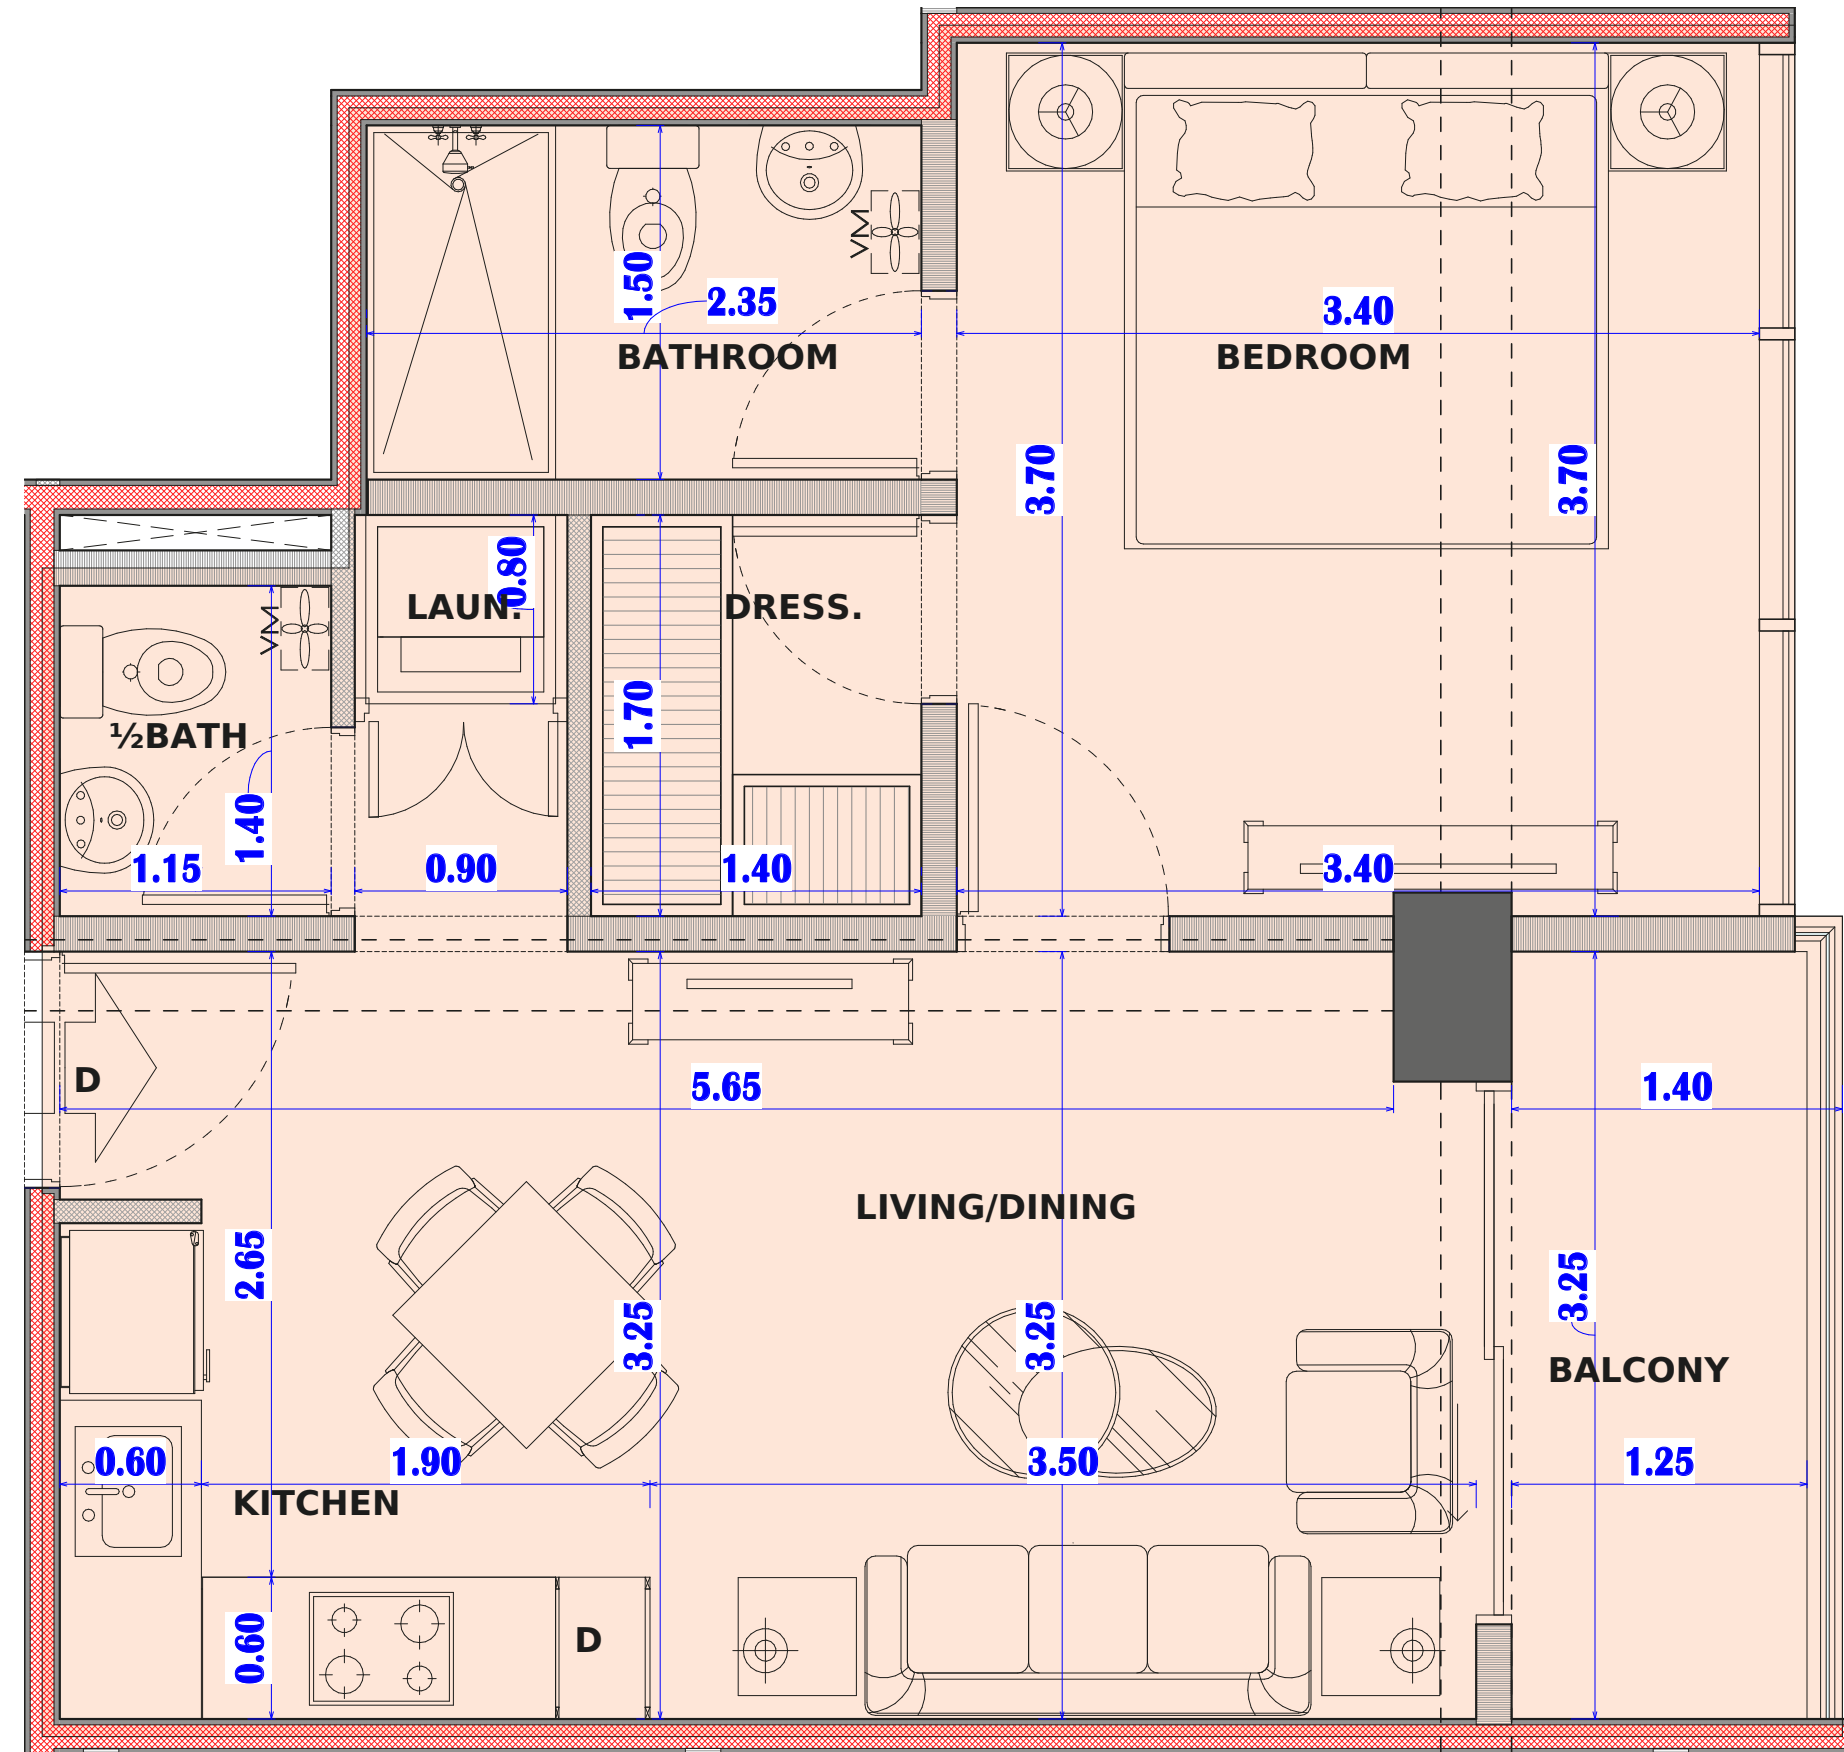 VM
1.50
2.35
3.40
BATHROOM
BEDROOM
3.70
3.70
0.80
LAUN.
DRESS.
VM
1.70
½BATH
1.40
1.15
0.90
1.40
3.40
D
5.65
1.40
LIVING/DINING
2.65
3.25
3.25
3.25
BALCONY
0.60
1.90
3.50
1.25
KITCHEN
0.60
D